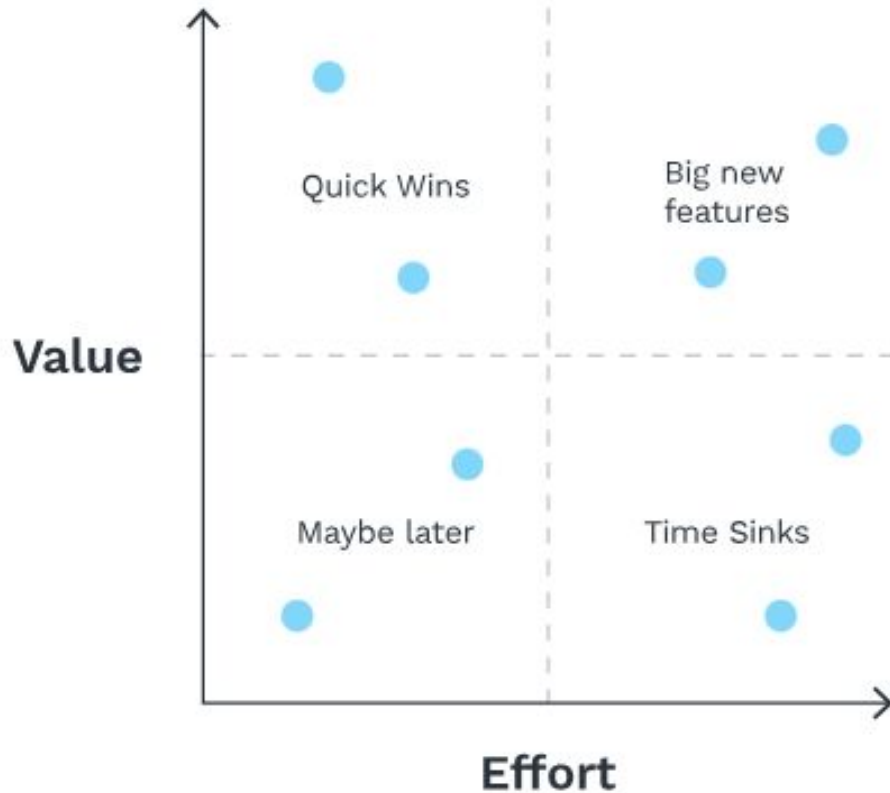 Quick Wins
Big new
features
Value
Maybe later
Time Sinks
Effort